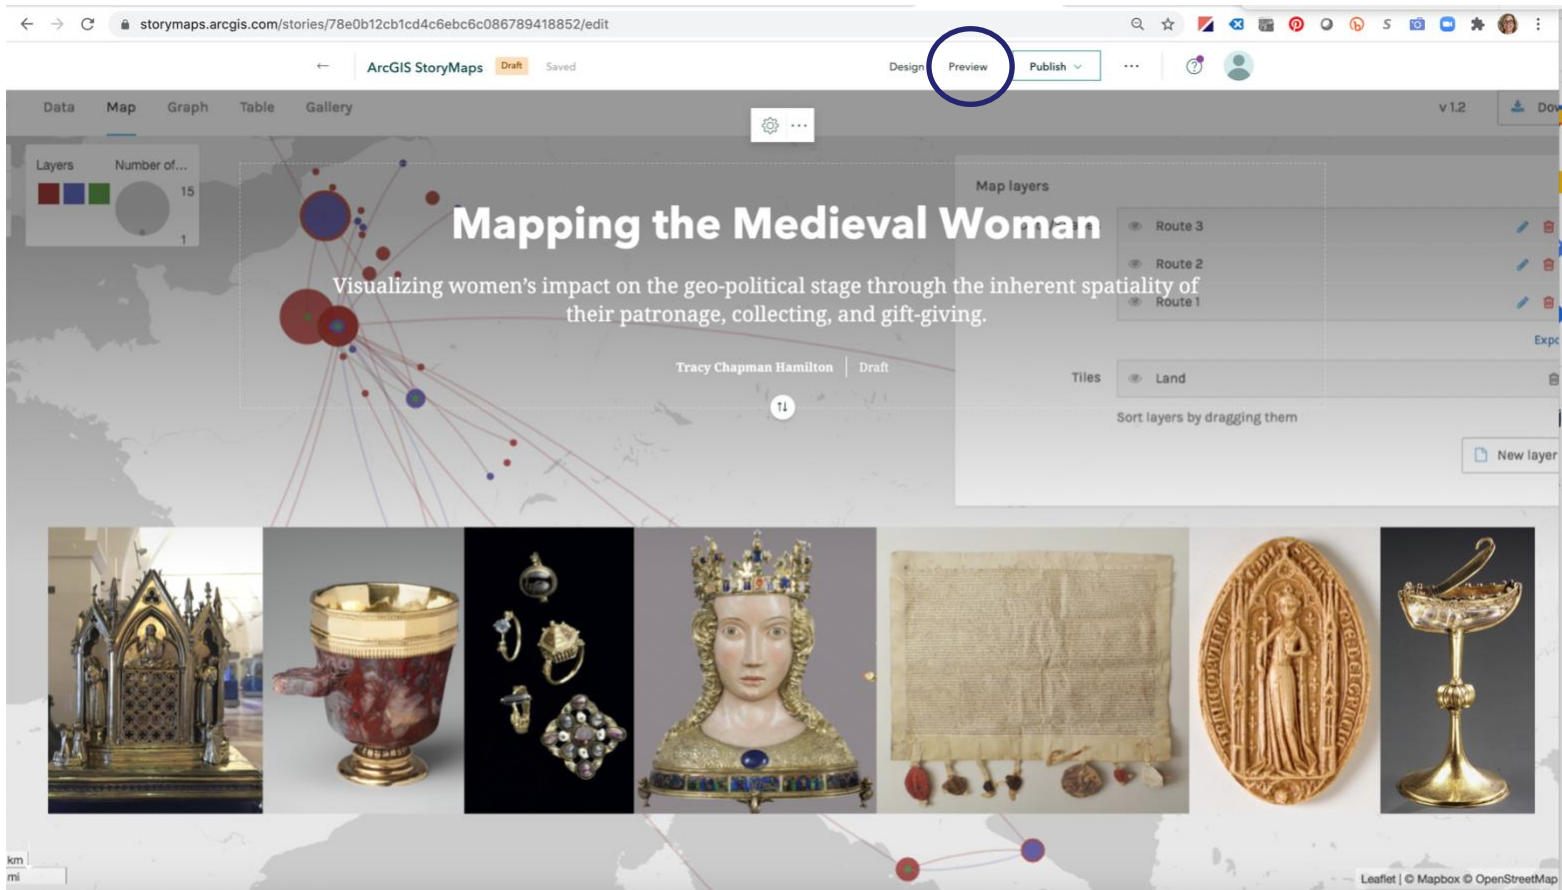 storymaps.arcgis.com/stories/78e0b12cb1cd4c6ebc6c086789418852/edit
ArcGIS StoryMaps Draft Saved Design Preview Publish
Data Map Graph Table Gallery v 1.2
Layers Number of...
15
1
Map layers
Mapping the Medieval Woman
Route 3
Route 2
Visualizing women’s impact on the geo-political stage through the inherent spatiality of
their patronage, collecting, and gift-giving.
Route 1
Tracy Chapman Hamilton Draft
Tiles Land
Sort layers by dragging them
New layer
km
mi
Leaflet | © Mapbox © OpenStreetMap